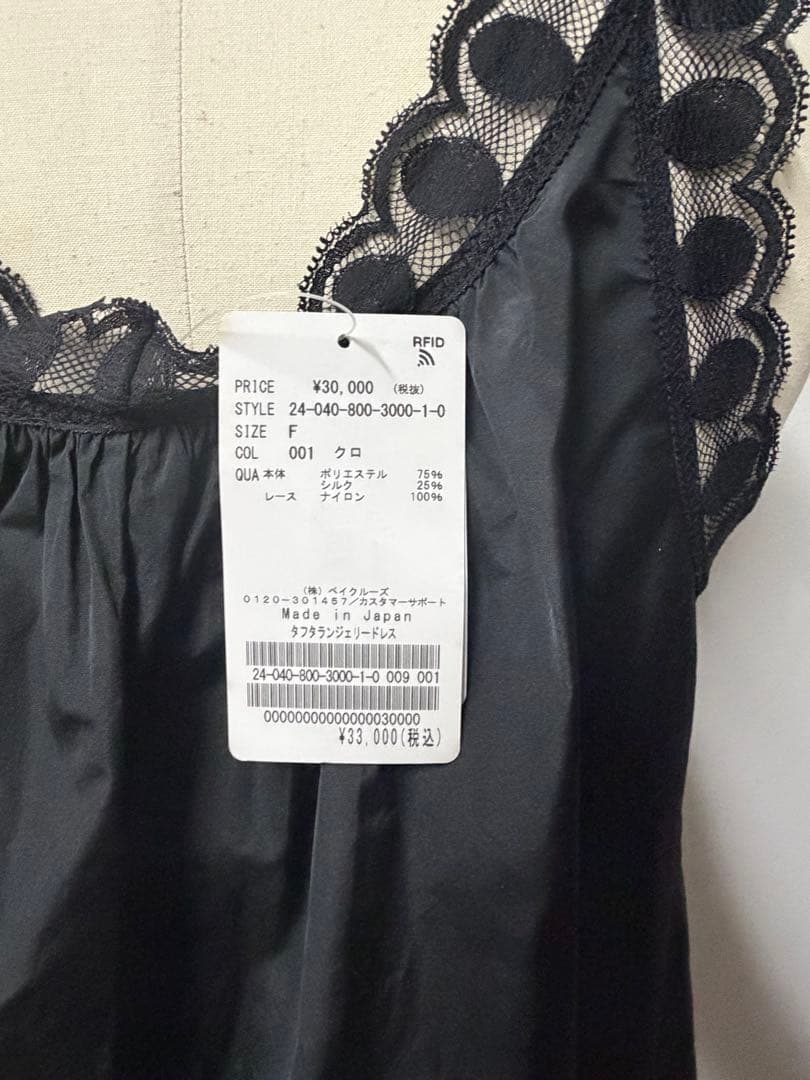 RFID
PRICE ¥30,000 (税抜)
STYLE 24-040-800-3000-1-0
SIZE F
COL 001 クロ
QUA 本体 ポリエステル 75%
シルク 25%
レース ナイロン 100%
(株) ベイクルーズ
0120-301457/カスタマーサポート
Made in Japan
タフタランジェリードレス
24-040-800-3000-1-0 009 001
00000000000000030000
¥33,000(税込)